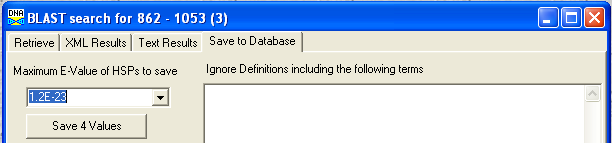 DNA BLAST search for 862 - 1053 (3)
Retrieve XML Results Text Results Save to Database
Maximum E-Value of HSPs to save
Ignore Definitions including the following terms
1.2E-23
Save 4 Values